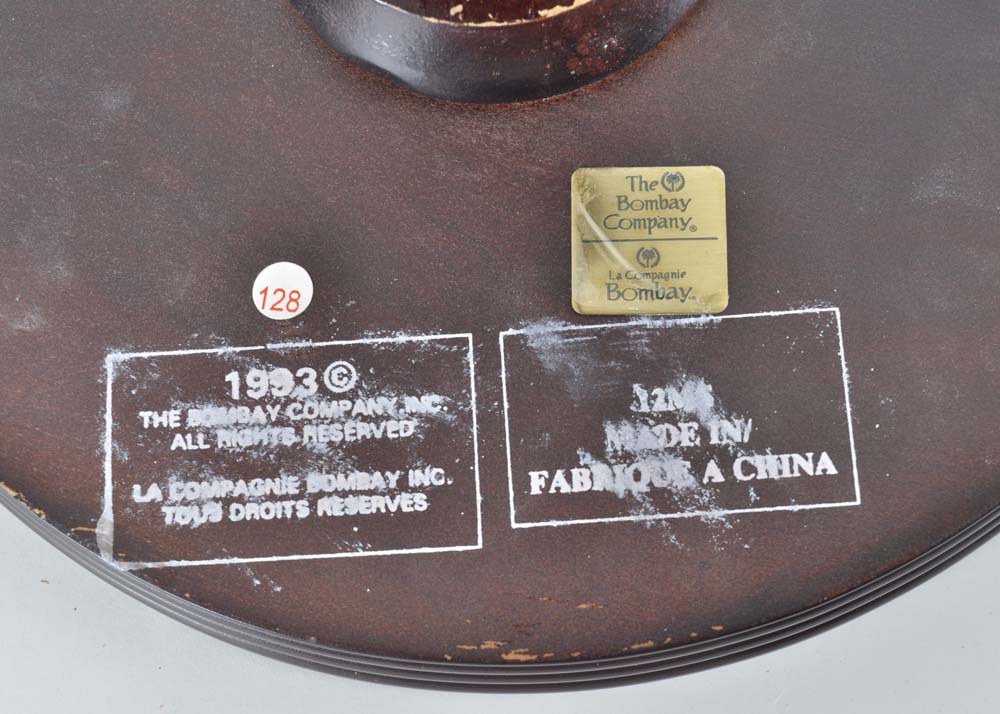 The
Bombay
Company®
La Compagnie
Bombay
128
1993 ©
THE BOMBAY COMPANY, INC.
ALL RIGHTS RESERVED
LA COMPAGNIE BOMBAY INC.
TOUS DROITS RESERVES
MADE IN/
FABRIQUE A CHINA